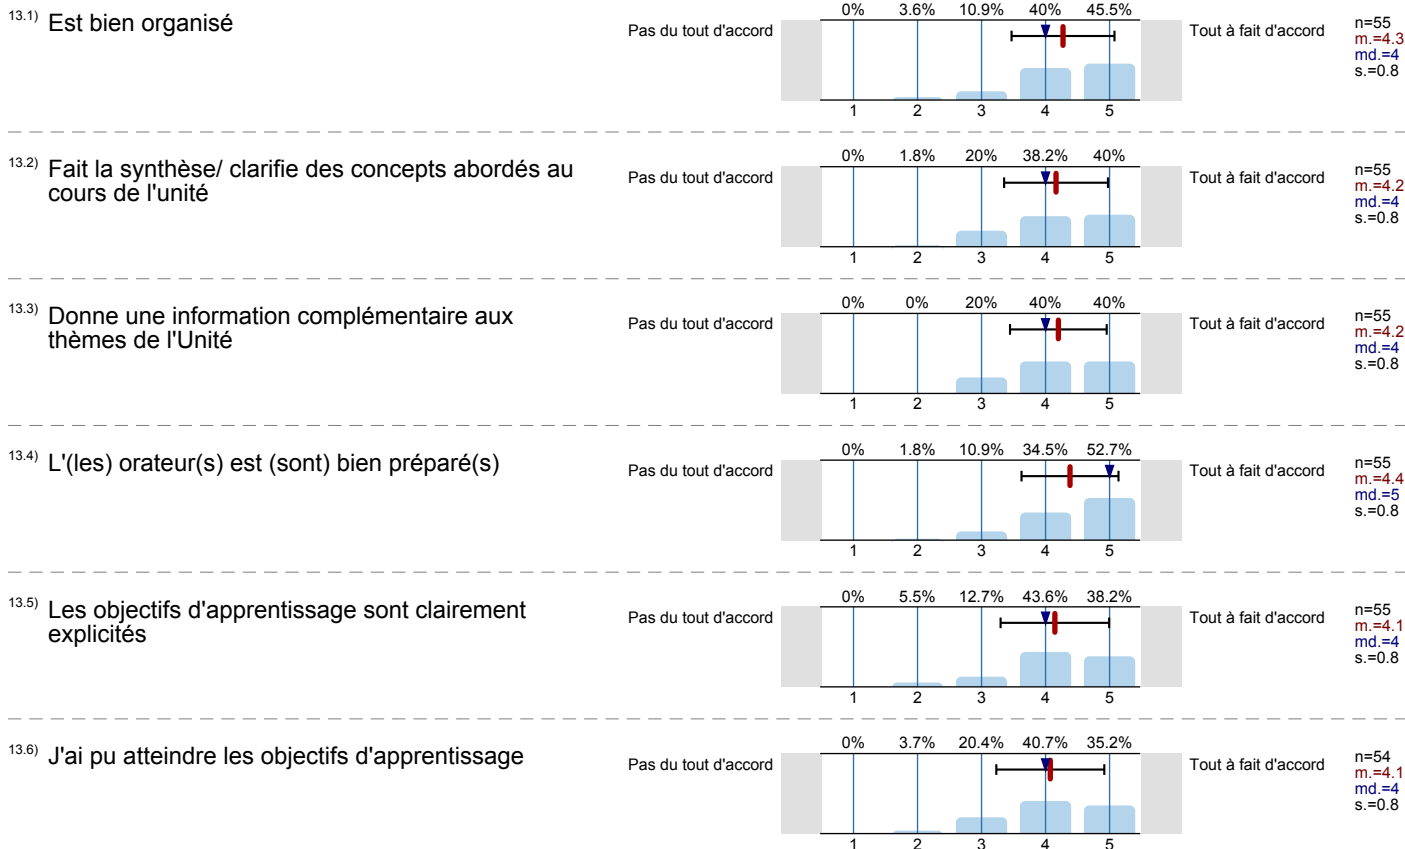 13.1) Est bien organisé
Pas du tout d'accord
0% 3.6% 10.9% 40% 45.5%
1 2 3 4 5
Tout à fait d'accord
n=55
m.=4.3
md.=4
s.=0.8
13.2) Fait la synthèse/ clarifie des concepts abordés au
cours de l'unité
Pas du tout d'accord
0% 1.8% 20% 38.2% 40%
1 2 3 4 5
Tout à fait d'accord
n=55
m.=4.2
md.=4
s.=0.8
13.3) Donne une information complémentaire aux
thèmes de l'Unité
Pas du tout d'accord
0% 0% 20% 40% 40%
1 2 3 4 5
Tout à fait d'accord
n=55
m.=4.2
md.=4
s.=0.8
13.4) L'(les) orateur(s) est (sont) bien préparé(s)
Pas du tout d'accord
0% 1.8% 10.9% 34.5% 52.7%
1 2 3 4 5
Tout à fait d'accord
n=55
m.=4.4
md.=5
s.=0.8
13.5) Les objectifs d'apprentissage sont clairement
explicités
Pas du tout d'accord
0% 5.5% 12.7% 43.6% 38.2%
1 2 3 4 5
Tout à fait d'accord
n=55
m.=4.1
md.=4
s.=0.8
13.6) J'ai pu atteindre les objectifs d'apprentissage
Pas du tout d'accord
0% 3.7% 20.4% 40.7% 35.2%
1 2 3 4 5
Tout à fait d'accord
n=54
m.=4.1
md.=4
s.=0.8